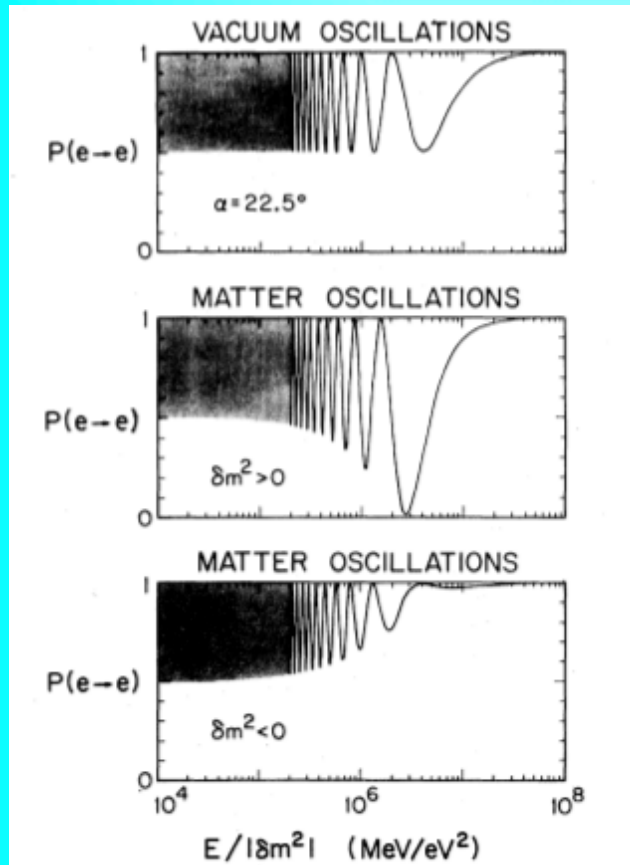 VACUUM OSCILLATIONS
1
P(e→e)
α=22.5°
0
MATTER OSCILLATIONS
1
P(e→e)
δm²>0
0
MATTER OSCILLATIONS
1
P(e→e)
δm²<0
0
10⁴ 10⁶ 10⁸
E/|δm²| (MeV/eV²)